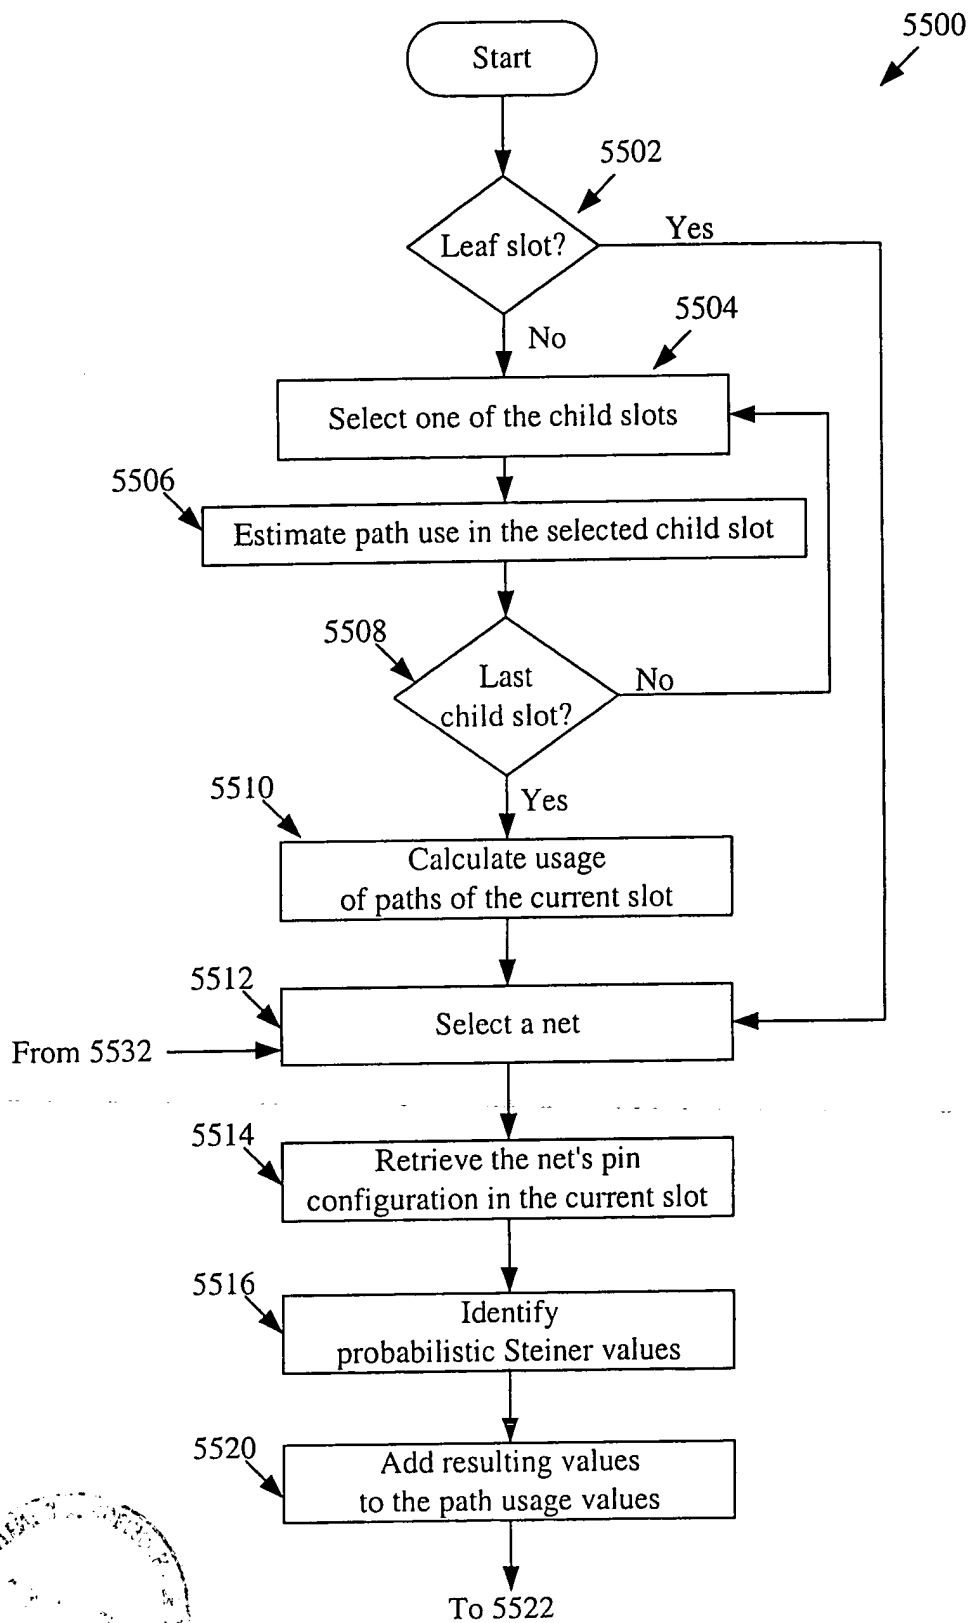 5500
Start
5502
Leaf slot?
Yes
No
5504
Select one of the child slots
5506
Estimate path use in the selected child slot
5508
Last
child slot?
No
Yes
5510
Calculate usage
of paths of the current slot
5512
Select a net
From 5532
5514
Retrieve the net's pin
configuration in the current slot
5516
Identify
probabilistic Steiner values
5520
Add resulting values
to the path usage values
To 5522